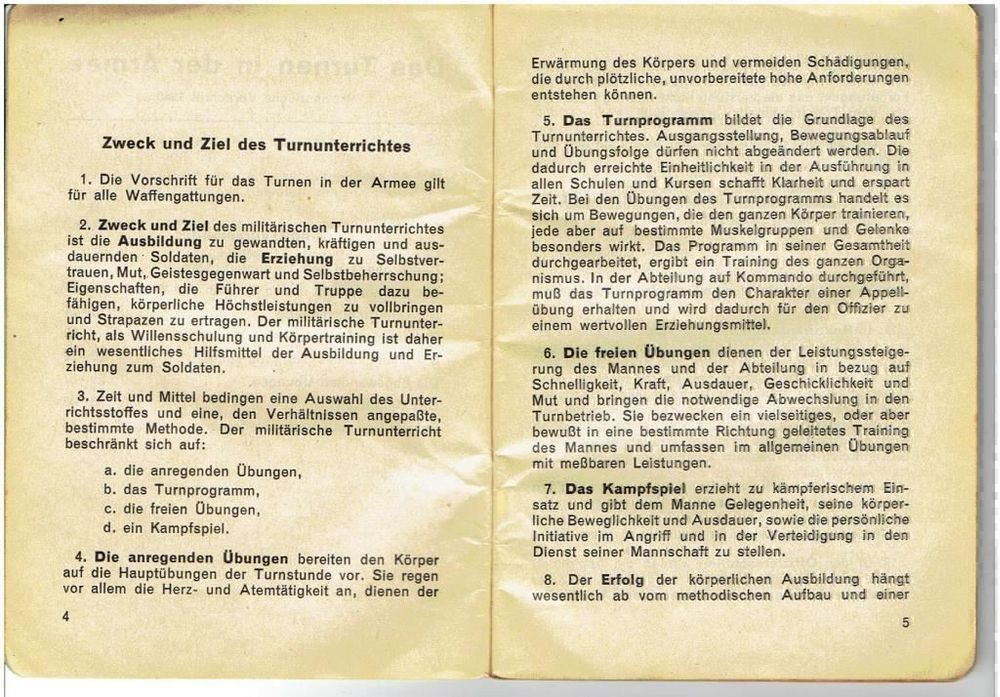 Zweck und Ziel des Turnunterrichtes
1. Die Vorschrift für das Turnen in der Armee gilt
für alle Waffengattungen.
2. Zweck und Ziel des militärischen Turnunterrichtes
ist die Ausbildung zu gewandten, kräftigen und aus-
dauernden Soldaten, die Erziehung zu Selbstver-
trauen, Mut, Geistesgegenwart und Selbstbeherrschung;
Eigenschaften, die Führer und Truppe dazu be-
fähigen, körperliche Höchstleistungen zu vollbringen
und Strapazen zu ertragen. Der militärische Turnunter-
richt, als Willensschulung und Körpertraining ist daher
ein wesentliches Hilfsmittel der Ausbildung und Er-
ziehung zum Soldaten.
3. Zeit und Mittel bedingen eine Auswahl des Unter-
richtsstoffes und eine, den Verhältnissen angepaßte,
bestimmte Methode. Der militärische Turnunterricht
beschränkt sich auf:
a. die anregenden Übungen,
b. das Turnprogramm,
c. die freien Übungen,
d. ein Kampfspiel.
4. Die anregenden Übungen bereiten den Körper
auf die Hauptübungen der Turnstunde vor. Sie regen
vor allem die Herz- und Atemtätigkeit an, dienen der
4
Erwärmung des Körpers und vermeiden Schädigungen,
die durch plötzliche, unvorbereitete hohe Anforderungen
entstehen können.
5. Das Turnprogramm bildet die Grundlage des
Turnunterrichtes. Ausgangsstellung, Bewegungsablauf
und Übungsfolge dürfen nicht abgeändert werden. Die
dadurch erreichte Einheitlichkeit in der Ausführung in
allen Schulen und Kursen schafft Klarheit und erspart
Zeit. Bei den Übungen des Turnprogramms handelt es
sich um Bewegungen, die den ganzen Körper trainieren,
jede aber auf bestimmte Muskelgruppen und Gelenke
besonders wirkt. Das Programm in seiner Gesamtheit
durchgearbeitet, ergibt ein Training des ganzen Orga-
nismus. In der Abteilung auf Kommando durchgeführt,
muß das Turnprogramm den Charakter einer Appell-
übung erhalten und wird dadurch für den Offizier zu
einem wertvollen Erziehungsmittel.
6. Die freien Übungen dienen der Leistungssteige-
rung des Mannes und der Abteilung in bezug auf
Schnelligkeit, Kraft, Ausdauer, Geschicklichkeit und
Mut und bringen die notwendige Abwechslung in den
Turnbetrieb. Sie bezwecken ein vielseitiges, oder aber
bewußt in eine bestimmte Richtung geleitetes Training
des Mannes und umfassen im allgemeinen Übungen
mit meßbaren Leistungen.
7. Das Kampfspiel erzieht zu kämpferischem Ein-
satz und gibt dem Manne Gelegenheit, seine körper-
liche Beweglichkeit und Ausdauer, sowie die persönliche
Initiative im Angriff und in der Verteidigung in den
Dienst seiner Mannschaft zu stellen.
8. Der Erfolg der körperlichen Ausbildung hängt
wesentlich ab vom methodischen Aufbau und einer
5